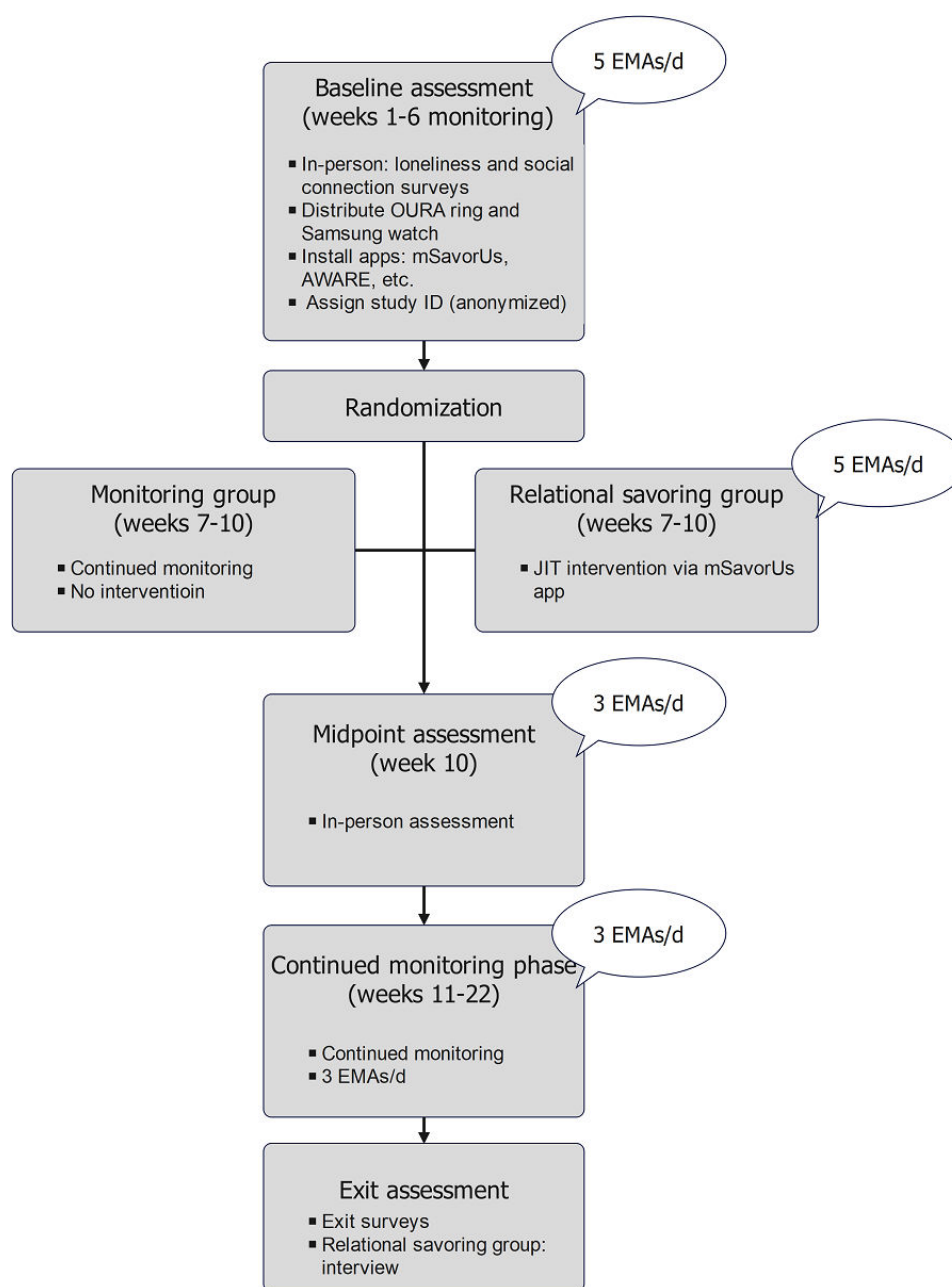 5 EMAs/d
Baseline assessment
(weeks 1-6 monitoring)
▪ In-person: loneliness and social
connection surveys
▪ Distribute OURA ring and
Samsung watch
▪ Install apps: mSavorUs,
AWARE, etc.
▪ Assign study ID (anonymized)
Randomization
Monitoring group
(weeks 7-10)
▪ Continued monitoring
▪ No interventioin
5 EMAs/d
Relational savoring group
(weeks 7-10)
▪ JIT intervention via mSavorUs
app
3 EMAs/d
Midpoint assessment
(week 10)
▪ In-person assessment
3 EMAs/d
Continued monitoring phase
(weeks 11-22)
▪ Continued monitoring
▪ 3 EMAs/d
Exit assessment
▪ Exit surveys
▪ Relational savoring group:
interview